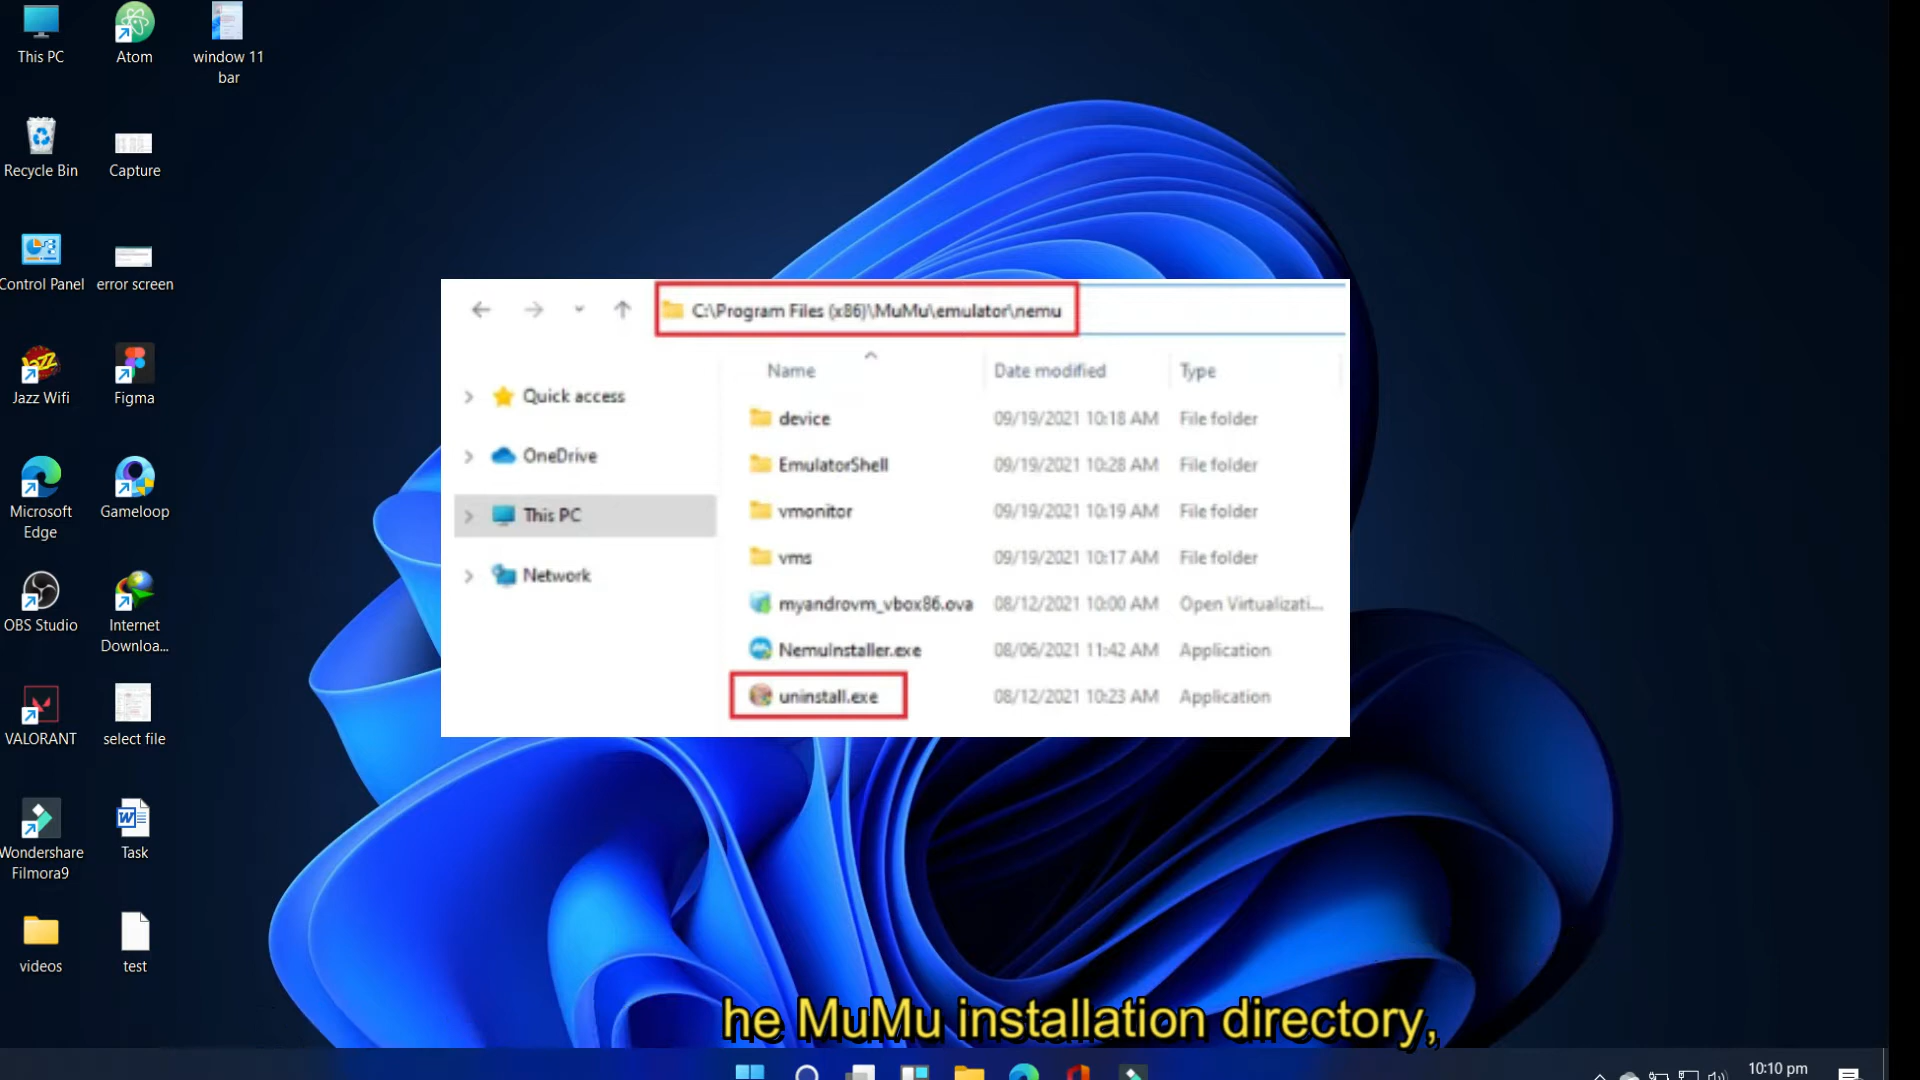 This PC
Atom
window 11
bar
Recycle Bin
Capture
Control Panel
error screen
Jazz Wifi
Figma
Microsoft
Edge
Gameloop
OBS Studio
Internet
Downloa...
VALORANT
select file
Wondershare
Filmora9
Task
videos
test
C:\Program Files (x86)\MuMu\emulator\nemu
Quick access
OneDrive
This PC
Network
Name Date modified Type
device 09/19/2021 10:18 AM File folder
EmulatorShell 09/19/2021 10:28 AM File folder
vmonitor 09/19/2021 10:19 AM File folder
vms 09/19/2021 10:17 AM File folder
myandrovm_vbox86.ova 08/12/2021 10:00 AM Open Virtualizati...
NemuInstaller.exe 08/06/2021 11:42 AM Application
uninstall.exe 08/12/2021 10:23 AM Application
he MuMu installation directory,
10:10 pm